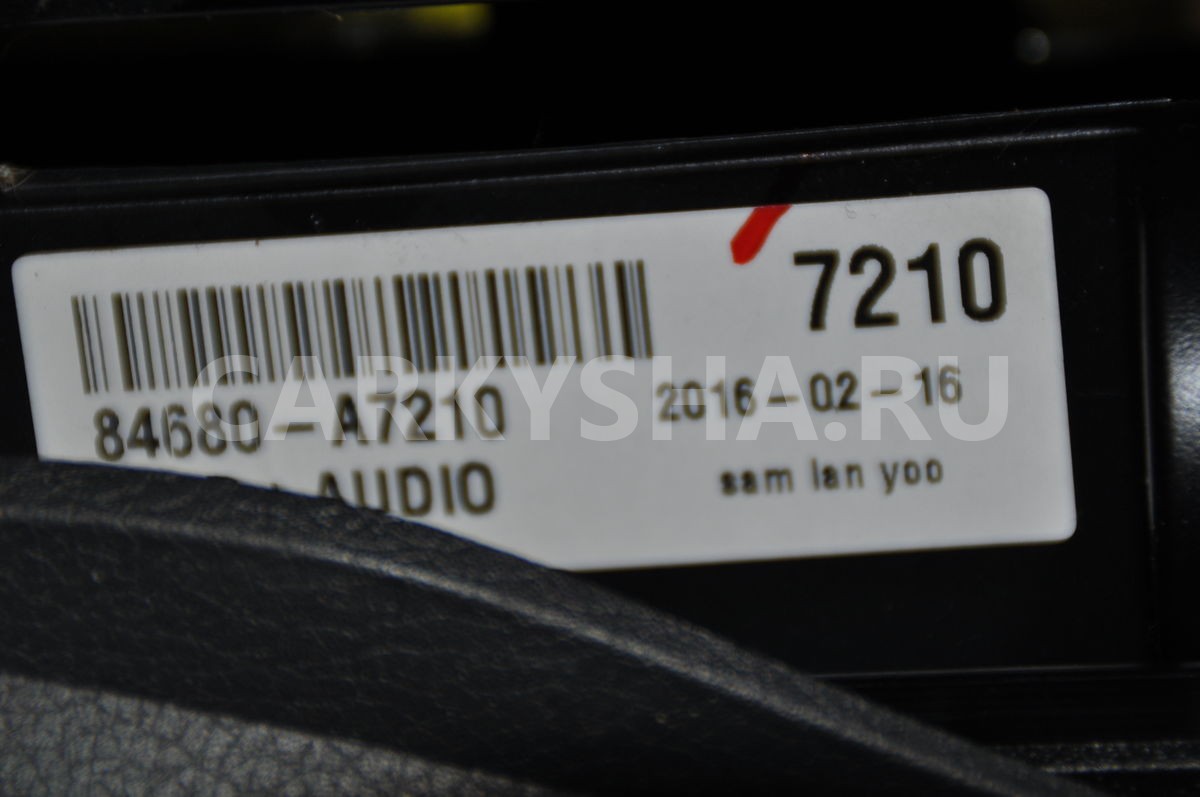 7210
84680-A7210
2016-02-16
AUDIO
sam lan yoo
CARKYSHA.RU